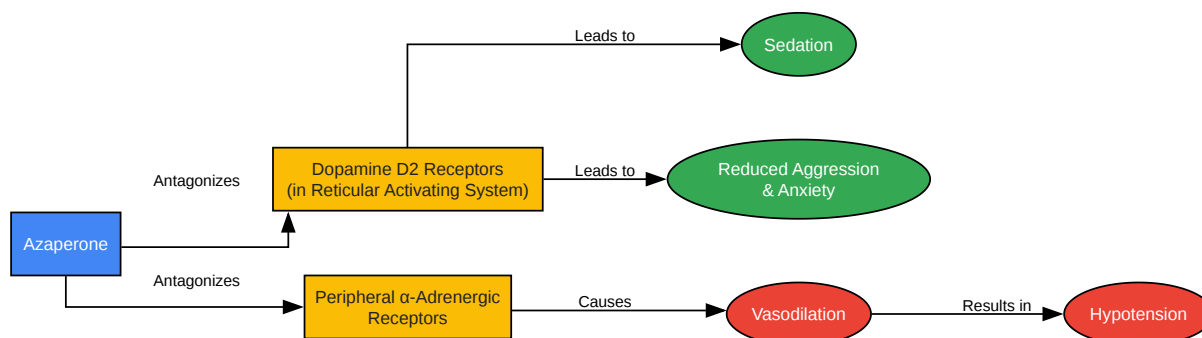 Leads to
Sedation
Antagonizes
Dopamine D2 Receptors
(in Reticular Activating System)
Leads to
Reduced Aggression
& Anxiety
Azaperone
Antagonizes
Peripheral α-Adrenergic
Receptors
Causes
Vasodilation
Results in
Hypotension